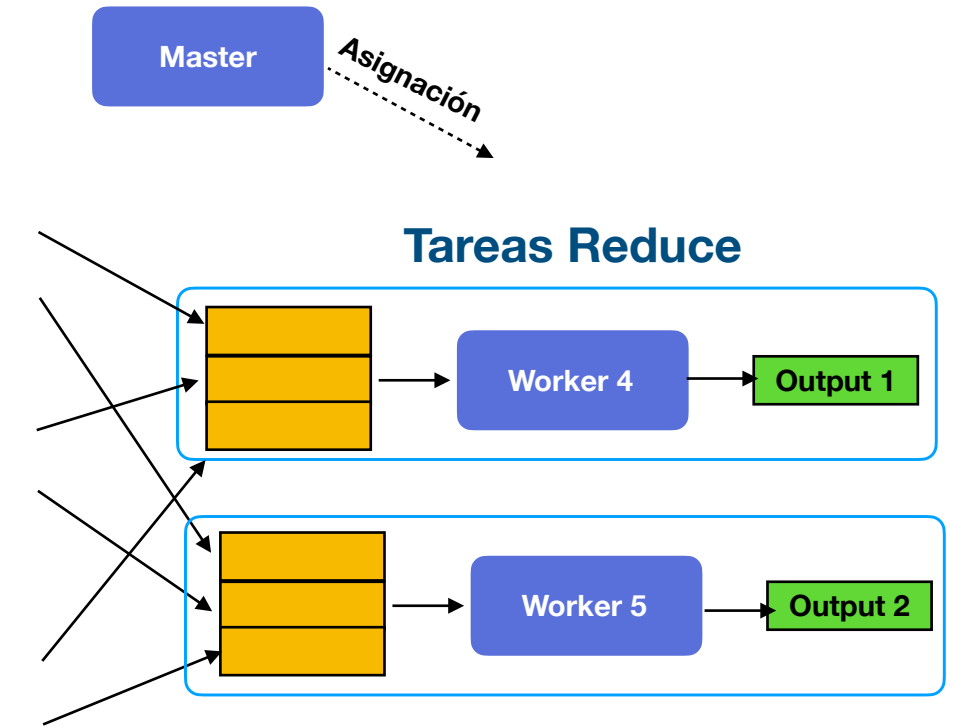 Master
Asignación
Tareas Reduce
Worker 4
Output 1
Worker 5
Output 2